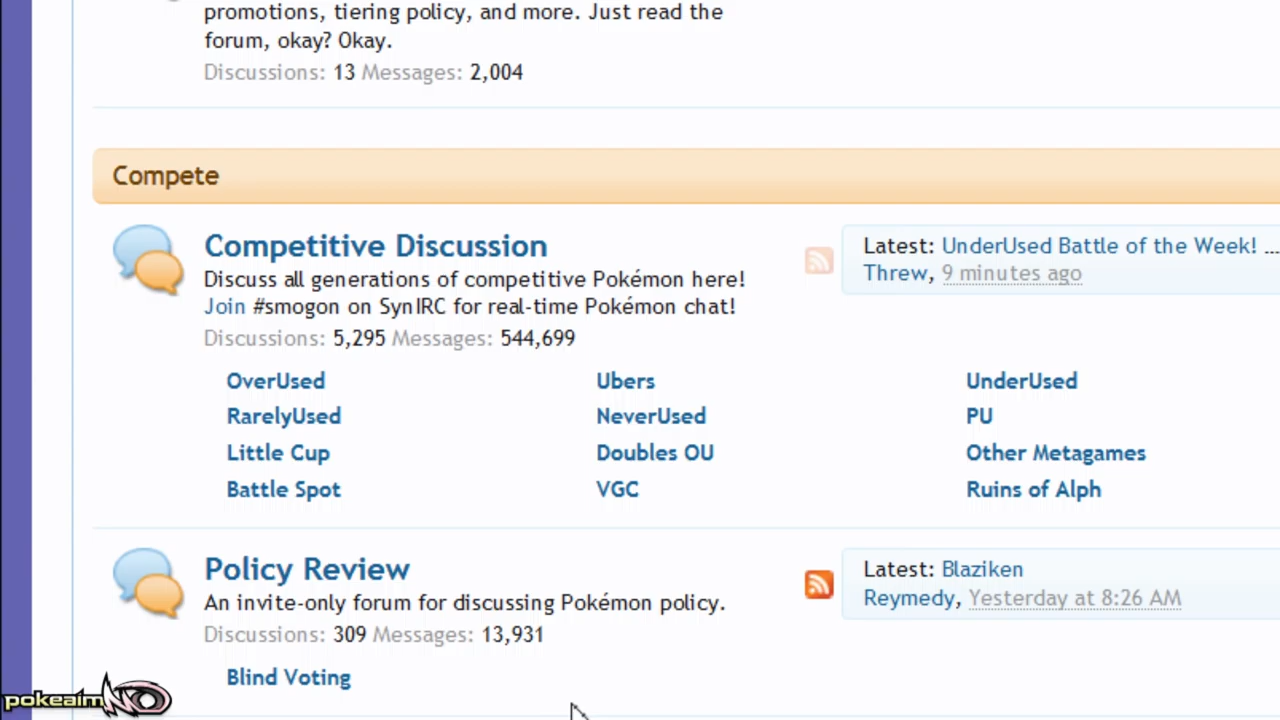 promotions, tiering policy, and more. Just read the
forum, okay? Okay.
Discussions: 13 Messages: 2,004
Compete
Competitive Discussion
Discuss all generations of competitive Pokémon here!
Join #smogon on SynIRC for real-time Pokémon chat!
Discussions: 5,295 Messages: 544,699
Latest: UnderUsed Battle of the Week! ...
Threw, 9 minutes ago
OverUsed Ubers UnderUsed
RarelyUsed NeverUsed PU
Little Cup Doubles OU Other Metagames
Battle Spot VGC Ruins of Alph
Policy Review
An invite-only forum for discussing Pokémon policy.
Discussions: 309 Messages: 13,931
Latest: Blaziken
Reymedy, Yesterday at 8:26 AM
Blind Voting
pokeaimMD